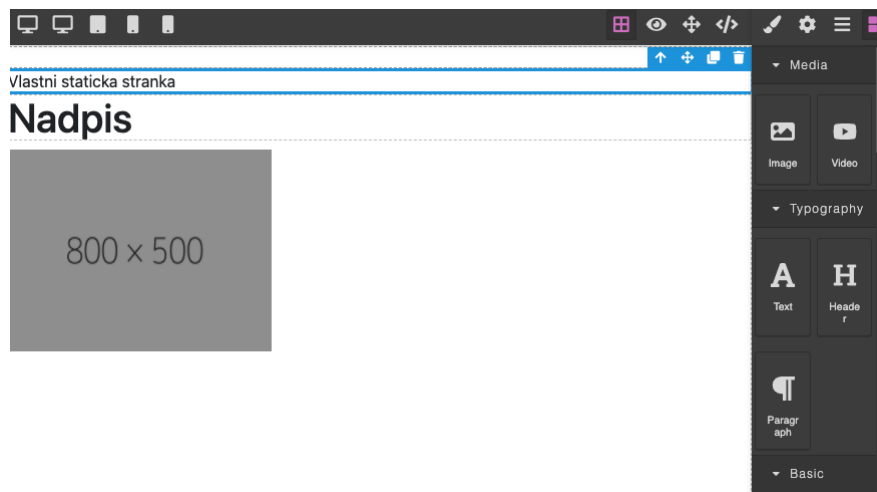 Media
Vlastni staticka stranka
Nadpis
800 × 500
Image
Video
Typography
Text
Heade
r
Paragr
aph
Basic